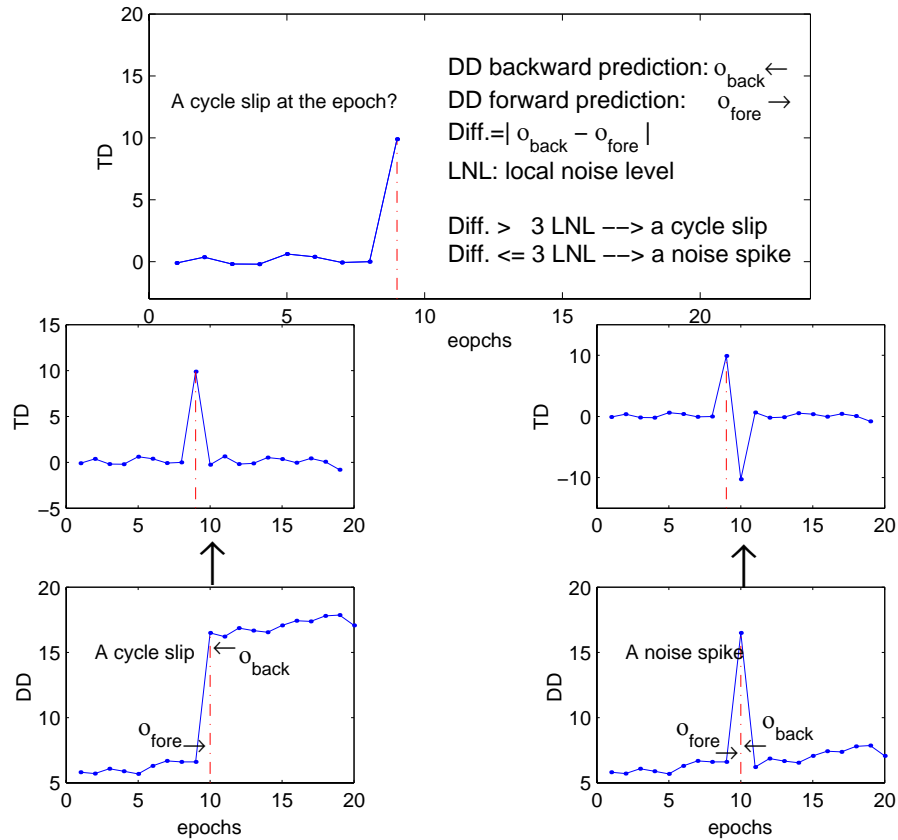 20
15
10
5
0
TD
A cycle slip at the epoch?
DD backward prediction: o_back ←
DD forward prediction: o_fore →
Diff.=| o_back − o_fore |
LNL: local noise level
Diff. > 3 LNL −−> a cycle slip
Diff. <= 3 LNL −−> a noise spike
0 5 10 15 20
eopchs
15
10
5
0
−5
TD
0 5 10 15 20
10
0
−10
TD
0 5 10 15 20
20
15
10
5
DD
A cycle slip
o_back
o_fore
0 5 10 15 20
epochs
20
15
10
5
DD
A noise spike
o_fore
o_back
0 5 10 15 20
epochs